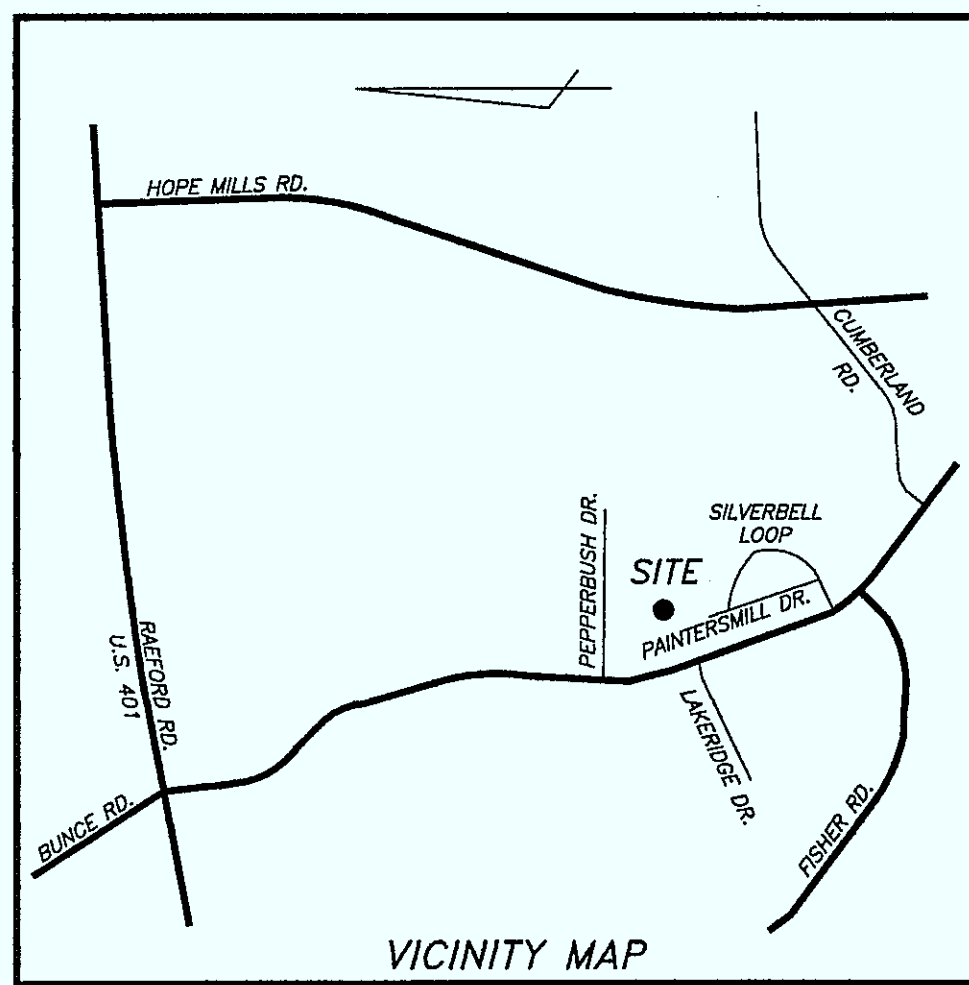 HOPE MILLS RD.
CUMBERLAND
RD.
PEPPERBUSH DR.
SILVERBELL
LOOP
SITE
PAINTERSMILL DR.
RAEFORD RD.
U.S. 401
LAKERIDGE DR.
BUNCE RD.
FISHER RD.
VICINITY MAP